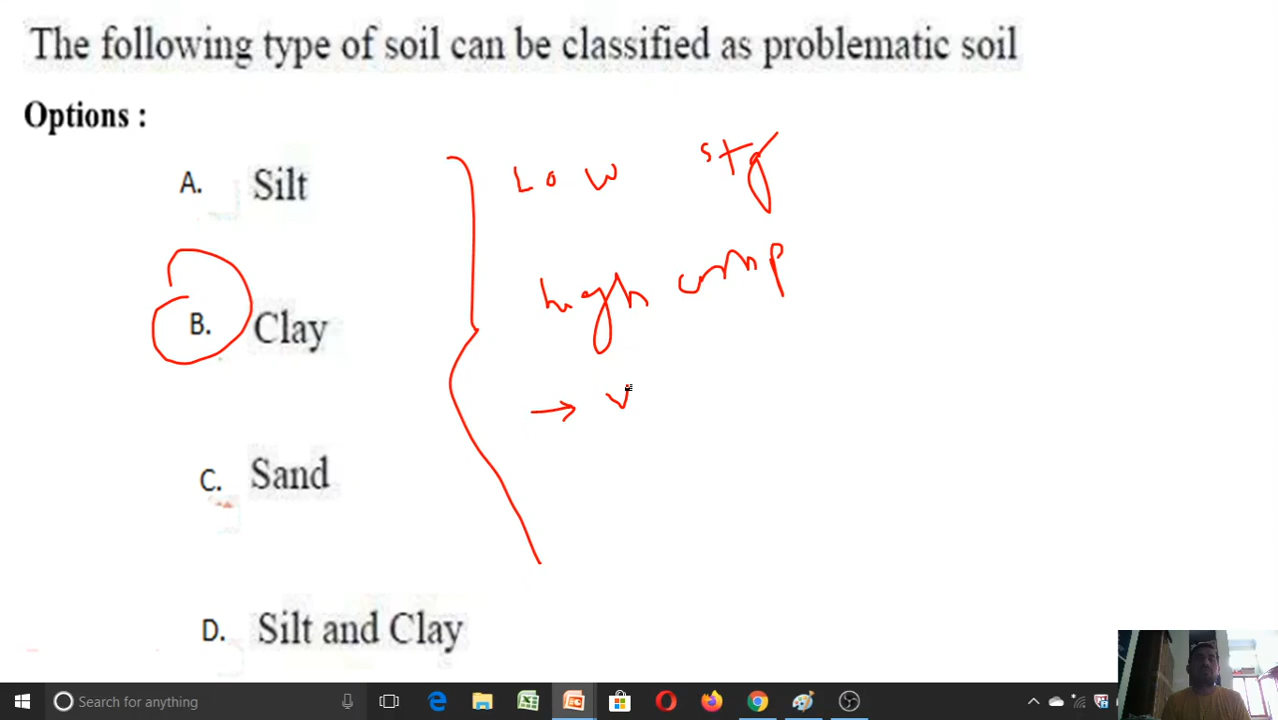 The following type of soil can be classified as problematic soil
Options :
A. Silt
Low stg
B. Clay
high comp
→ v
C. Sand
D. Silt and Clay
Search for anything